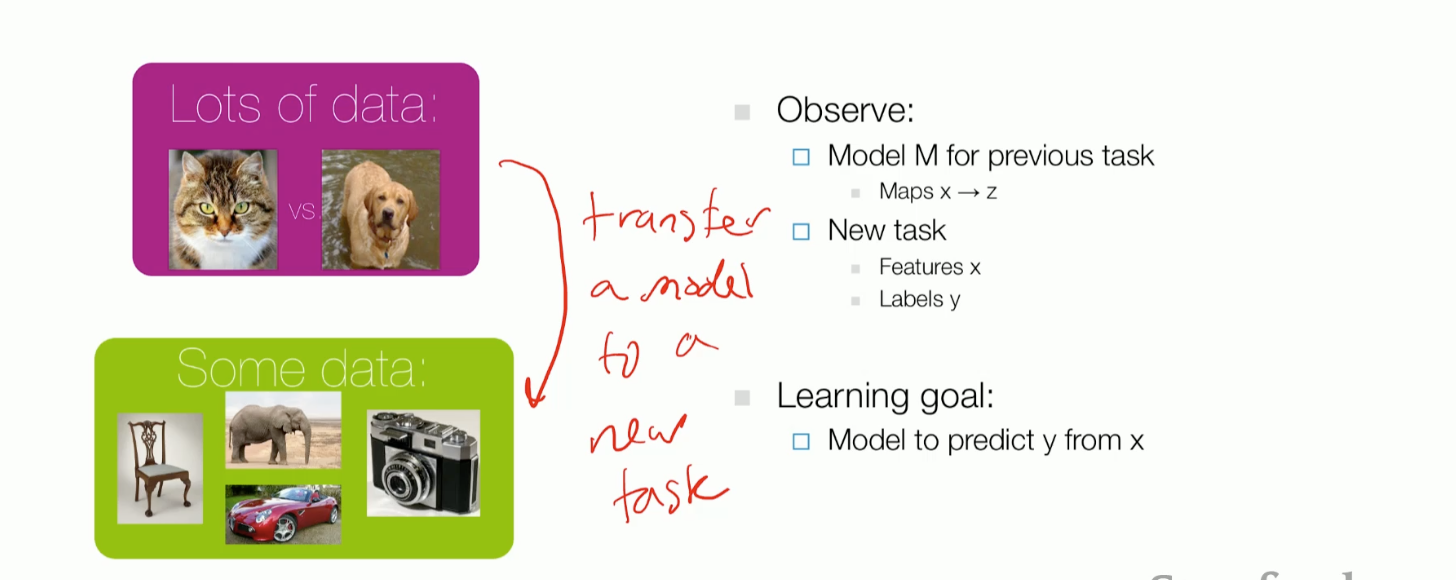 Lots of data:
vs.
Some data:
transfer
a model
to a
new
task
Observe:
Model M for previous task
Maps x → z
New task
Features x
Labels y
Learning goal:
Model to predict y from x